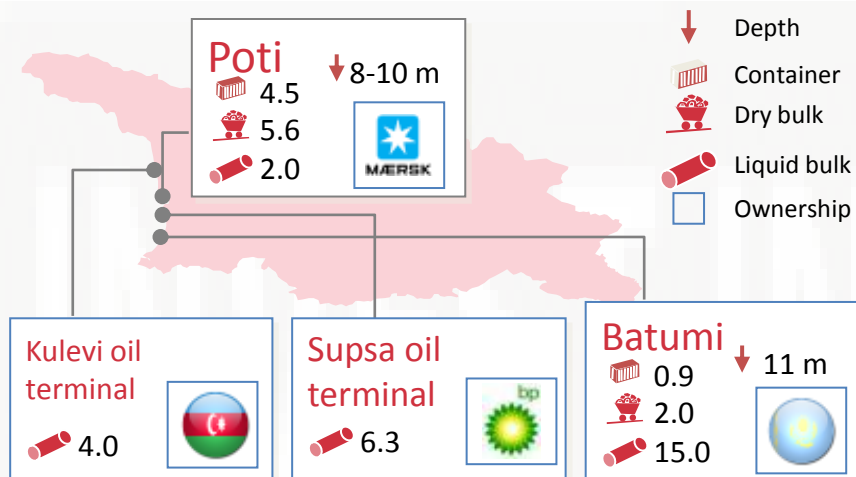 Poti
8-10 m
4.5
5.6
2.0
MÆRSK
Depth
Container
Dry bulk
Liquid bulk
Ownership
Kulevi oil
terminal
4.0
Supsa oil
terminal
6.3
bp
Batumi
11 m
0.9
2.0
15.0